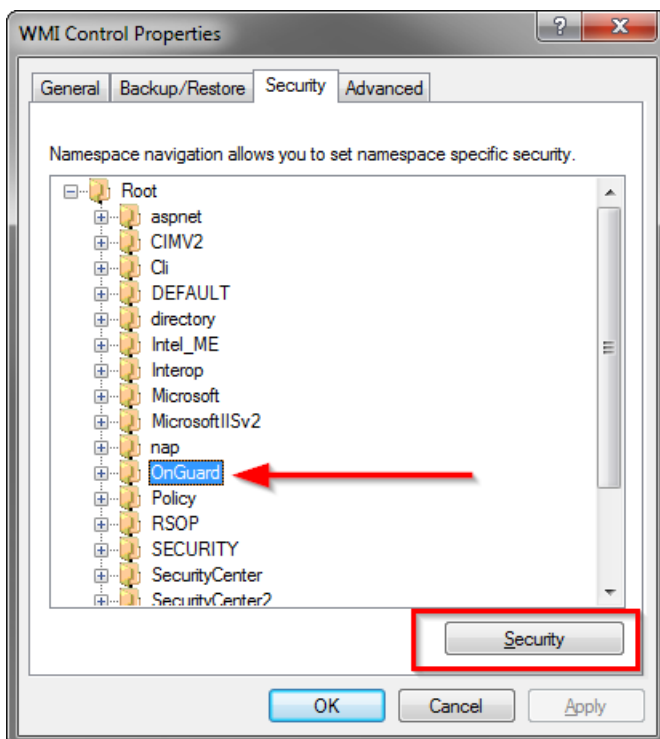 WMI Control Properties
General Backup/Restore Security Advanced
Namespace navigation allows you to set namespace specific security.
Root
aspnet
CIMV2
Cli
DEFAULT
directory
Intel_ME
Interop
Microsoft
MicrosoftIISv2
nap
OnGuard
Policy
RSOP
SECURITY
SecurityCenter
SecurityCenter2
Security
OK Cancel Apply